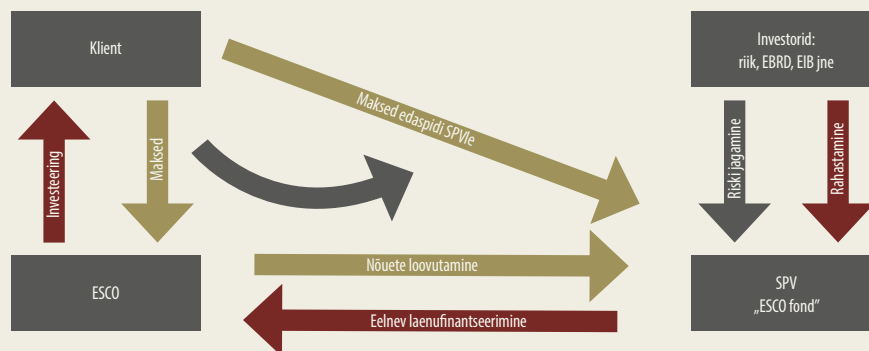 Klient
Investorid:
riik, EBRD, EIB jne
Maksed edaspidi SPVle
Investeering
Maksed
Riski jagamine
Rahastamine
Nõuete loovutamine
ESCO
SPV
„ESCO fond”
Eelnev laenufinantseerimine